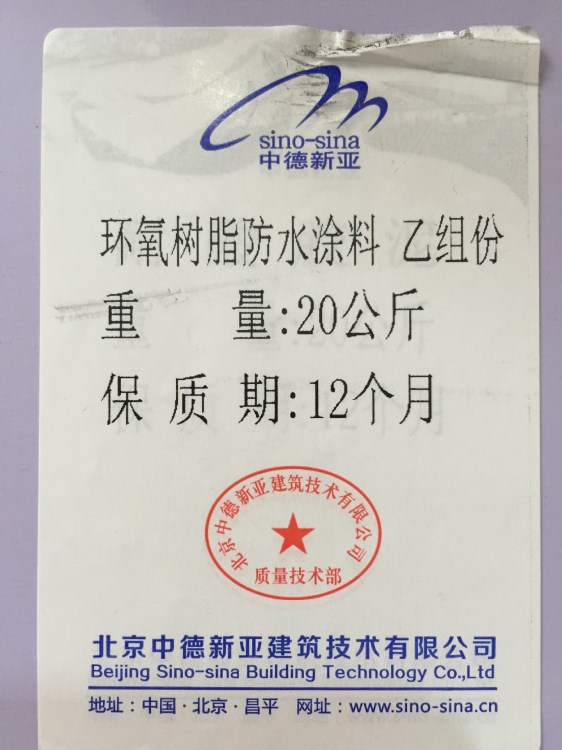 sino-sina
中德新亚
环氧树脂防水涂料 乙组份
重 量:20公斤
保 质 期:12个月
北京中德新亚建筑技术有限公司
质量技术部
北京中德新亚建筑技术有限公司
Beijing Sino-sina Building Technology Co.,Ltd
地址：中国·北京·昌平 网址：www.sino-sina.cn